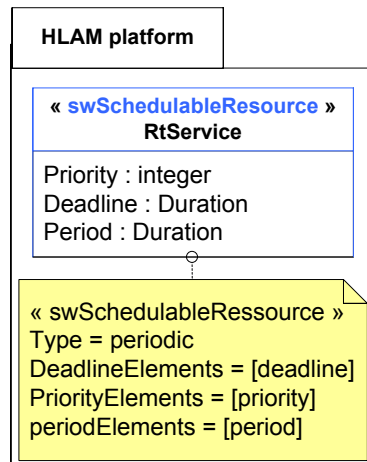 HLAM platform
« swSchedulableResource »
RtService
Priority : integer
Deadline : Duration
Period : Duration
« swSchedulableRessource »
Type = periodic
DeadlineElements = [deadline]
PriorityElements = [priority]
periodElements = [period]